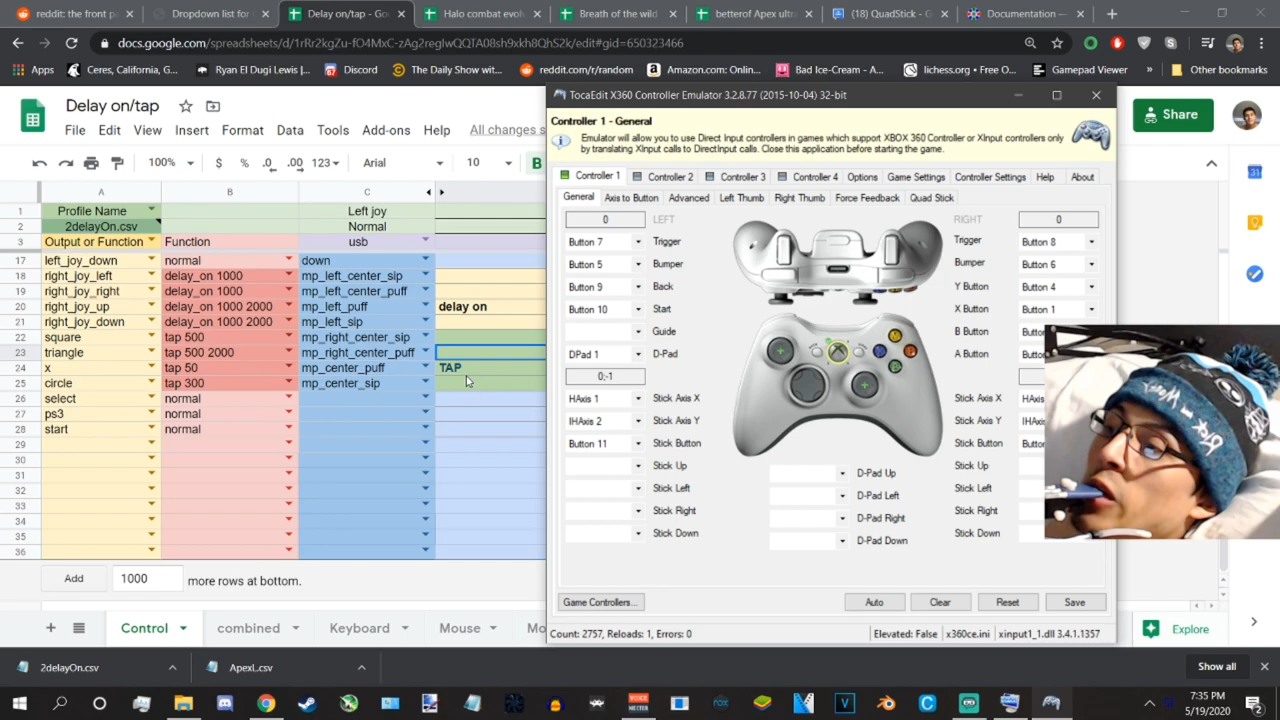 reddit: the front pa
Dropdown list for
Delay on/tap - Go
Halo combat evol
Breath of the wild
betterof Apex ultra
(18) QuadStick - G
Documentation
docs.google.com/spreadsheets/d/1rRr2kgZu-fO4MxC-zAg2regIwQQTA08sh9xkh8QhS2k/edit#gid=650323466
Apps
Ceres, California, G...
Ryan El Dugi Lewis |...
Discord
The Daily Show wit...
reddit.com/r/random
Amazon.com: Onlin...
Bad Ice-Cream - A...
lichess.org • Free O...
Gamepad Viewer
»
Other bookmarks
Delay on/tap
File Edit View Insert Format Data Tools Add-ons Help All changes s
Share
100% $ % .0 .00 123 Arial 10 B
A B C
1 Profile Name Left joy
2 2delayOn.csv Normal
3 Output or Function Function usb
17 left_joy_down normal down
18 right_joy_left delay_on 1000 mp_left_center_sip
19 right_joy_right delay_on 1000 mp_left_center_puff
20 right_joy_up delay_on 1000 2000 mp_left_puff delay on
21 right_joy_down delay_on 1000 2000 mp_left_sip
22 square tap 500 mp_right_center_sip
23 triangle tap 500 2000 mp_right_center_puff
24 x tap 50 mp_center_puff TAP
25 circle tap 300 mp_center_sip
26 select normal
27 ps3 normal
28 start normal
29
30
31
32
33
34
35
36
Add 1000 more rows at bottom.
Control combined Keyboard Mouse Mo
Explore
TocaEdit X360 Controller Emulator 3.2.8.77 (2015-10-04) 32-bit
Controller 1 - General
Emulator will allow you to use Direct Input controllers in games which support XBOX 360 Controller or XInput controllers only
by translating XInput calls to DirectInput calls. Close this application before starting the game.
Controller 1 Controller 2 Controller 3 Controller 4 Options Game Settings Controller Settings Help About
General Axis to Button Advanced Left Thumb Right Thumb Force Feedback Quad Stick
0 LEFT RIGHT 0
Button 7 Trigger Trigger Button 8
Button 5 Bumper Bumper Button 6
Button 9 Back Y Button Button 4
Button 10 Start X Button Button 1
Guide B Button Butto
DPad 1 D-Pad A Button Butto
0;-1
HAxis 1 Stick Axis X Stick Axis X HAxis
IHAxis 2 Stick Axis Y Stick Axis Y IHAxi
Button 11 Stick Button Stick Button Butto
Stick Up D-Pad Up Stick Up
Stick Left D-Pad Left Stick Left
Stick Right D-Pad Right Stick Right
Stick Down D-Pad Down Stick Down
Game Controllers... Auto Clear Reset Save
Count: 2757, Reloads: 1, Errors: 0 Elevated: False x360ce.ini xinput1_1.dll 3.4.1.1357
2delayOn.csv
ApexL.csv
Show all
7:35 PM
5/19/2020